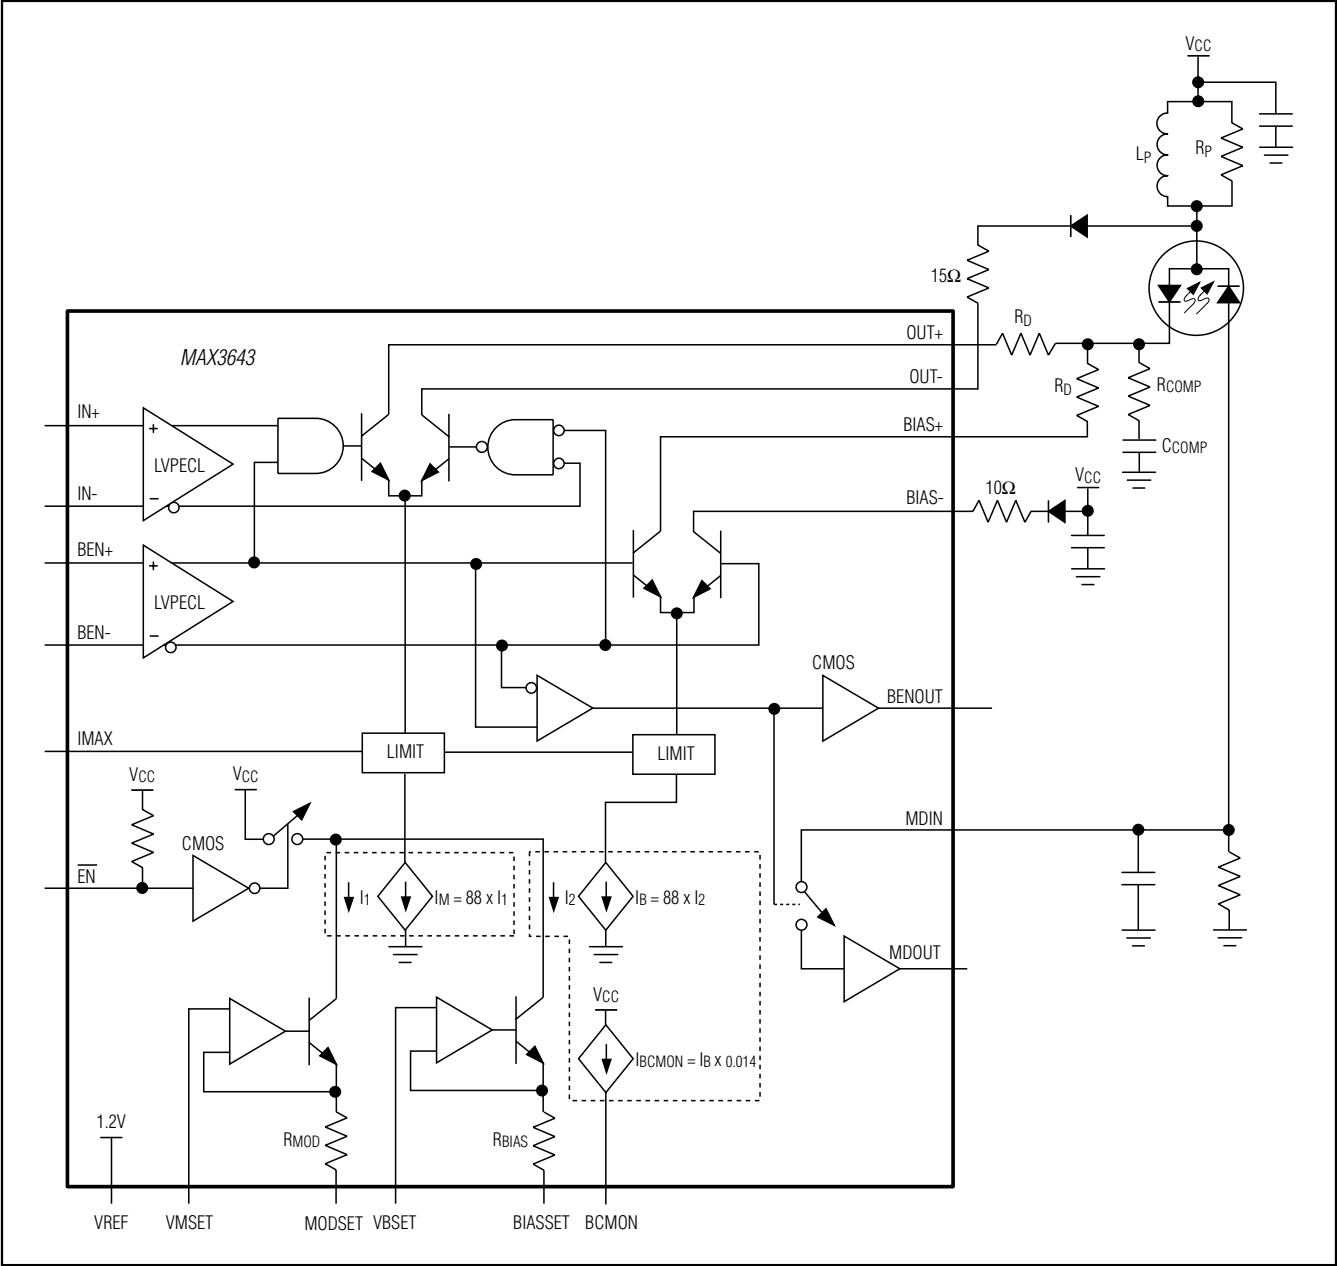 VCC
LP
RP
15Ω
MAX3643
OUT+
RD
OUT-
RD
RCOMP
IN+
BIAS+
CCOMP
+
LVPECL
VCC
IN-
−
BIAS-
10Ω
BEN+
+
LVPECL
BEN-
−
CMOS
BENOUT
IMAX
LIMIT
LIMIT
VCC
VCC
MDIN
CMOS
EN
I1
IM = 88 x I1
I2
IB = 88 x I2
MDOUT
VCC
IBCMON = IB x 0.014
1.2V
RMOD
RBIAS
VREF
VMSET
MODSET
VBSET
BIASSET
BCMON